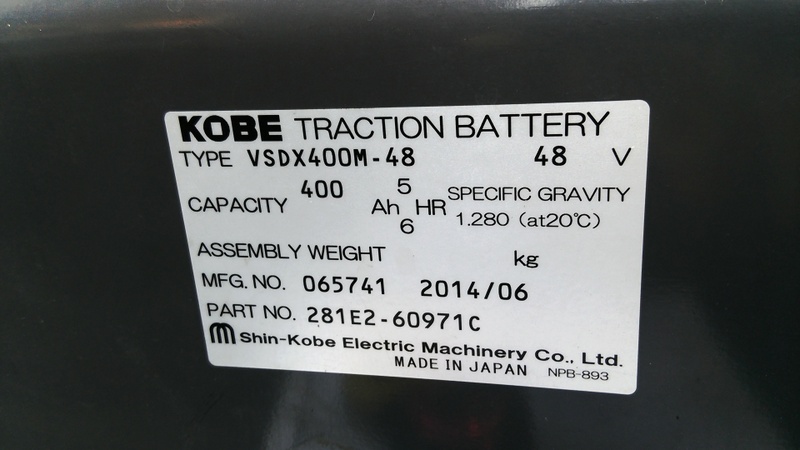 KOBE TRACTION BATTERY
TYPE VSDX400M-48 48 V
CAPACITY 400 Ah 5 HR SPECIFIC GRAVITY
6 1.280 (at20℃)
ASSEMBLY WEIGHT kg
MFG. NO. 065741 2014/06
PART NO. 281E2-60971C
Shin-Kobe Electric Machinery Co., Ltd.
MADE IN JAPAN NPB-893